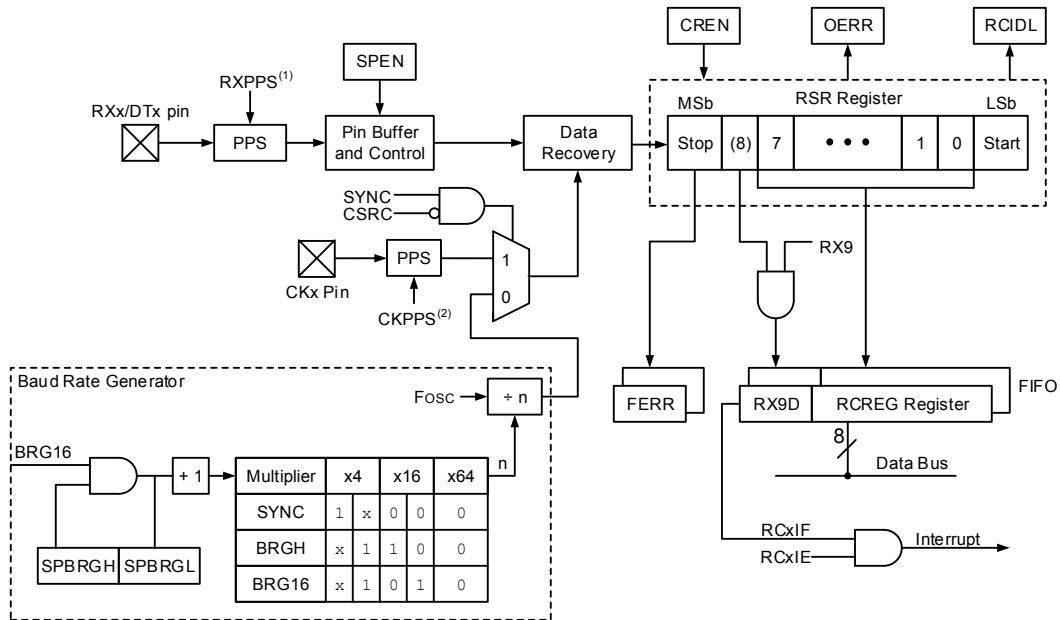 CREN
OERR
RCIDL
SPEN
RXPPS(1)
RXx/DTx pin
MSb
RSR Register
LSb
PPS
Pin Buffer
and Control
Data
Recovery
Stop
(8)
7
• • •
1
0
Start
SYNC
CSRC
RX9
PPS
1
0
CKx Pin
CKPPS(2)
Baud Rate Generator
Fosc
÷ n
FIFO
FERR
RX9D
RCREG Register
8
Data Bus
BRG16
+ 1
n
Multiplier x4 x16 x64
SYNC 1 x 0 0 0
BRGH x 1 1 0 0
BRG16 x 1 0 1 0
SPBRGH
SPBRGL
RCxIF
RCxIE
Interrupt